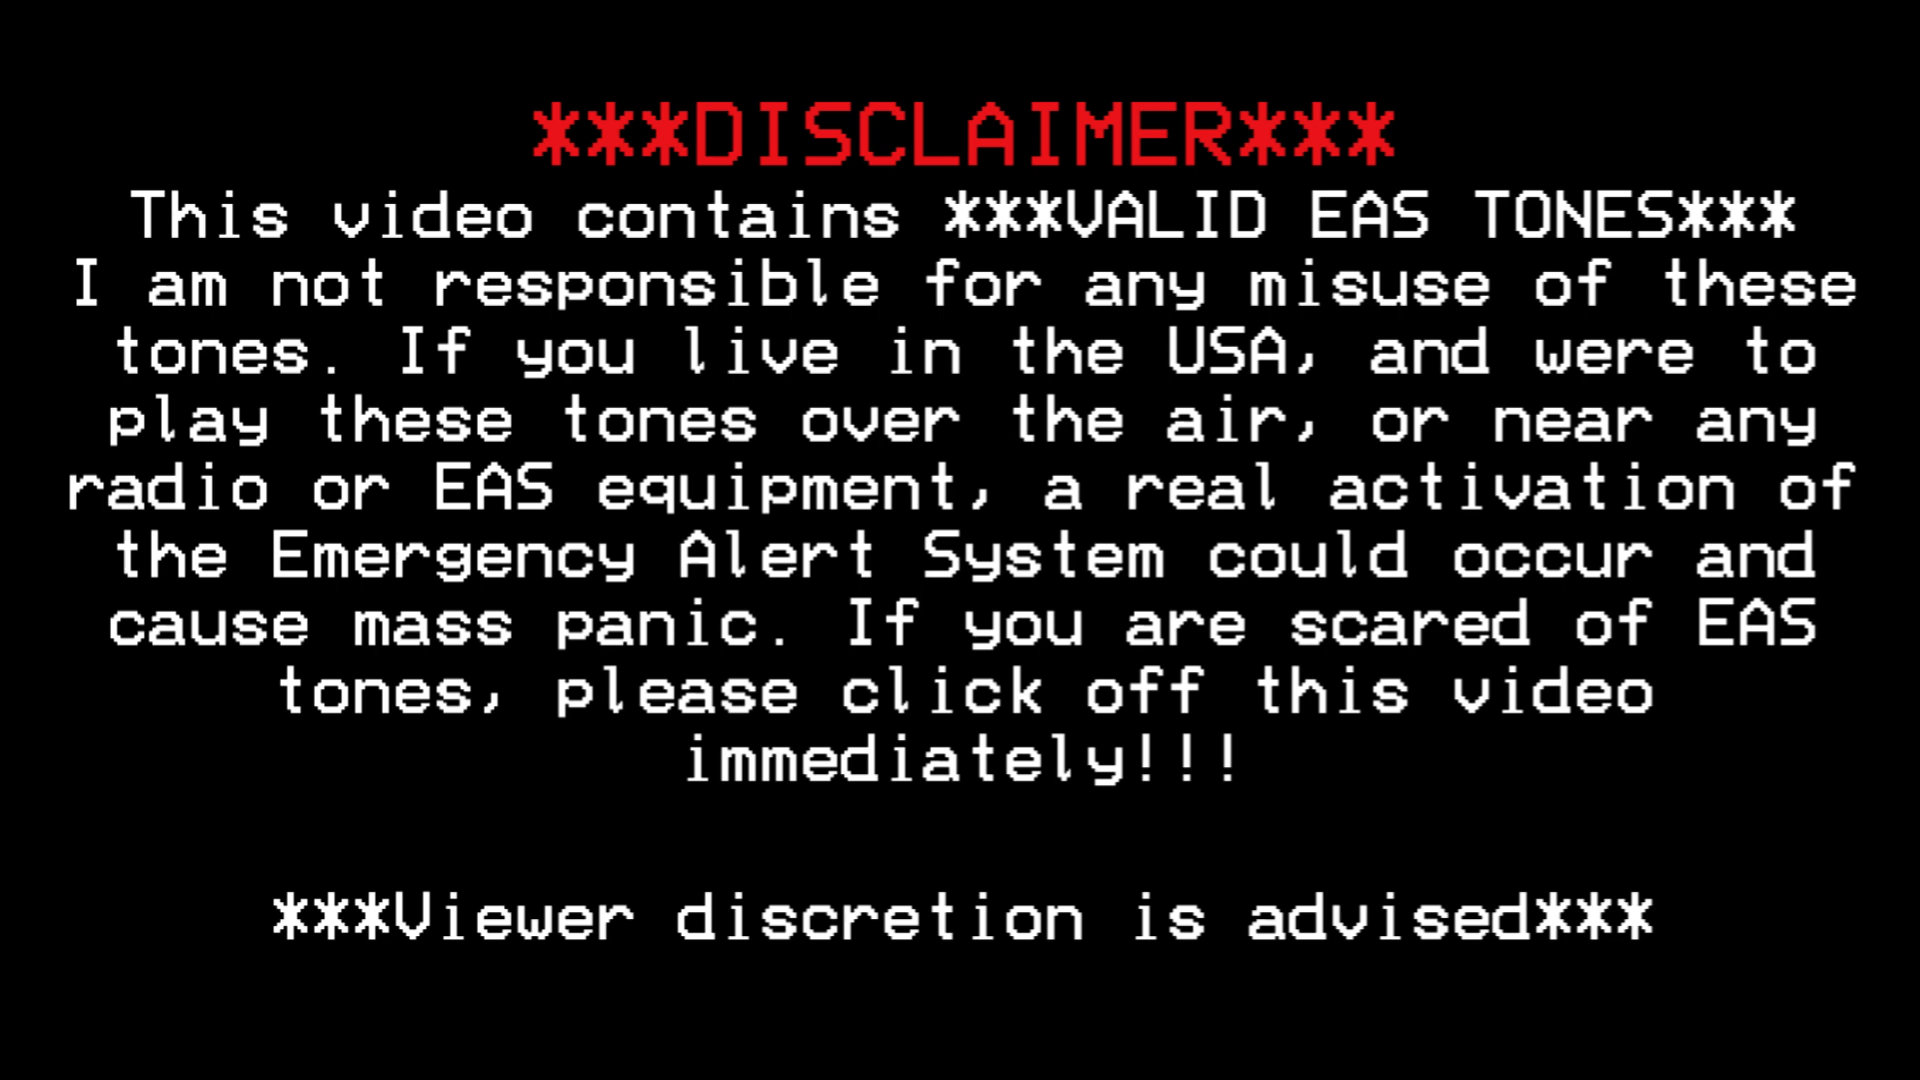 ***DISCLAIMER***
This video contains ***VALID EAS TONES***
I am not responsible for any misuse of these
tones. If you live in the USA, and were to
play these tones over the air, or near any
radio or EAS equipment, a real activation of
the Emergency Alert System could occur and
cause mass panic. If you are scared of EAS
tones, please click off this video
immediately!!!
***Viewer discretion is advised***